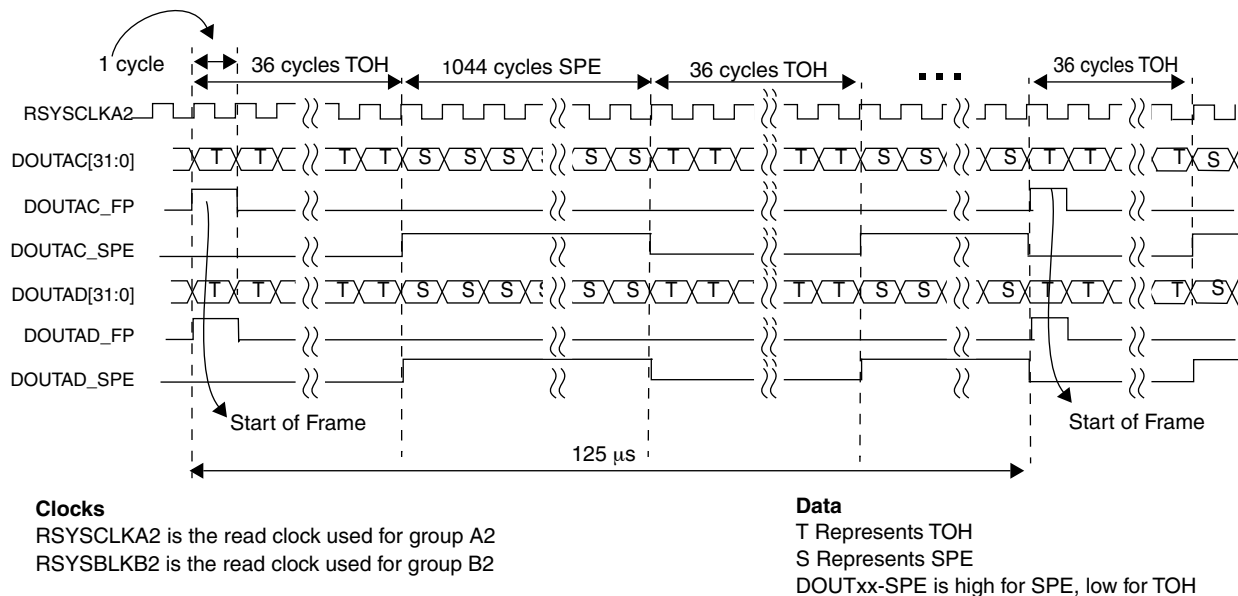 1 cycle
36 cycles TOH
1044 cycles SPE
36 cycles TOH
36 cycles TOH
RSYSCLKA2
DOUTAC[31:0]
T T T T S S S S S S T T T T S S S T T T S
DOUTAC_FP
DOUTAC_SPE
DOUTAD[31:0]
T T T T S S S S S S T T T T S S S T T T S
DOUTAD_FP
DOUTAD_SPE
Start of Frame
Start of Frame
125 μs
Clocks
RSYSCLKA2 is the read clock used for group A2
RSYSBLKB2 is the read clock used for group B2
Data
T Represents TOH
S Represents SPE
DOUTxx-SPE is high for SPE, low for TOH